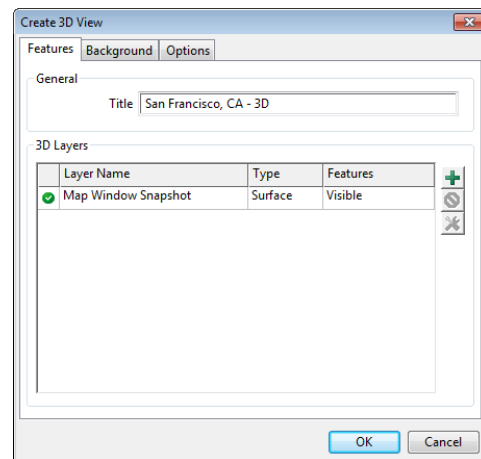 Create 3D View
Features Background Options
General
Title San Francisco, CA - 3D
3D Layers
Layer Name Type Features
Map Window Snapshot Surface Visible
OK Cancel